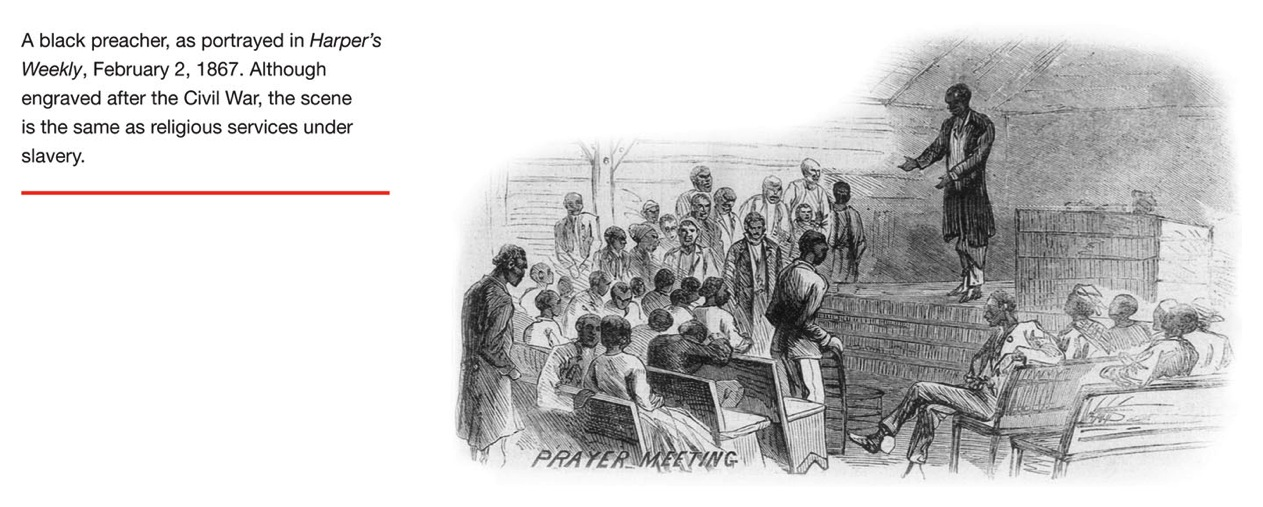 A black preacher, as portrayed in Harper’s
Weekly, February 2, 1867. Although
engraved after the Civil War, the scene
is the same as religious services under
slavery.
PRAYER MEETING